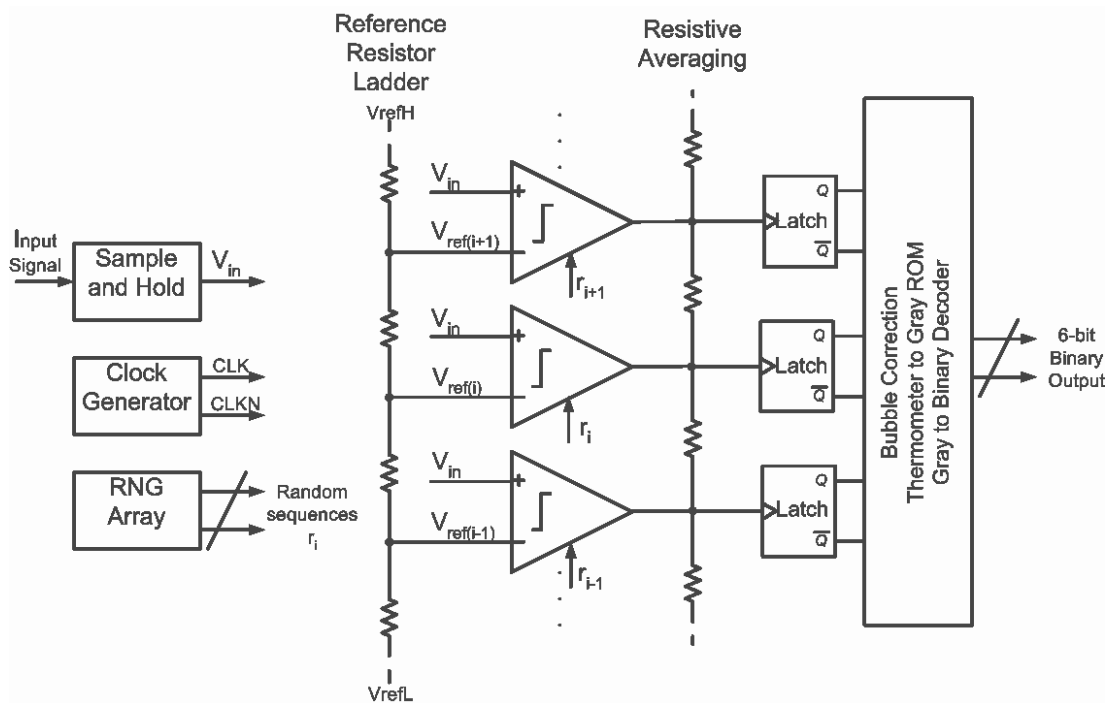 Reference
Resistor
Ladder
VrefH
Resistive
Averaging
Input
Signal
Sample
and Hold
Vin
Clock
Generator
CLK
CLKN
RNG
Array
Random
sequences
ri
Vin
+
Vref(i+1)
−
ri+1
Latch
Q
Q̅
Vin
+
Vref(i)
−
ri
Latch
Q
Q̅
Vin
+
Vref(i-1)
−
ri-1
Latch
Q
Q̅
VrefL
Bubble Correction
Thermometer to Gray ROM
Gray to Binary Decoder
6-bit
Binary
Output